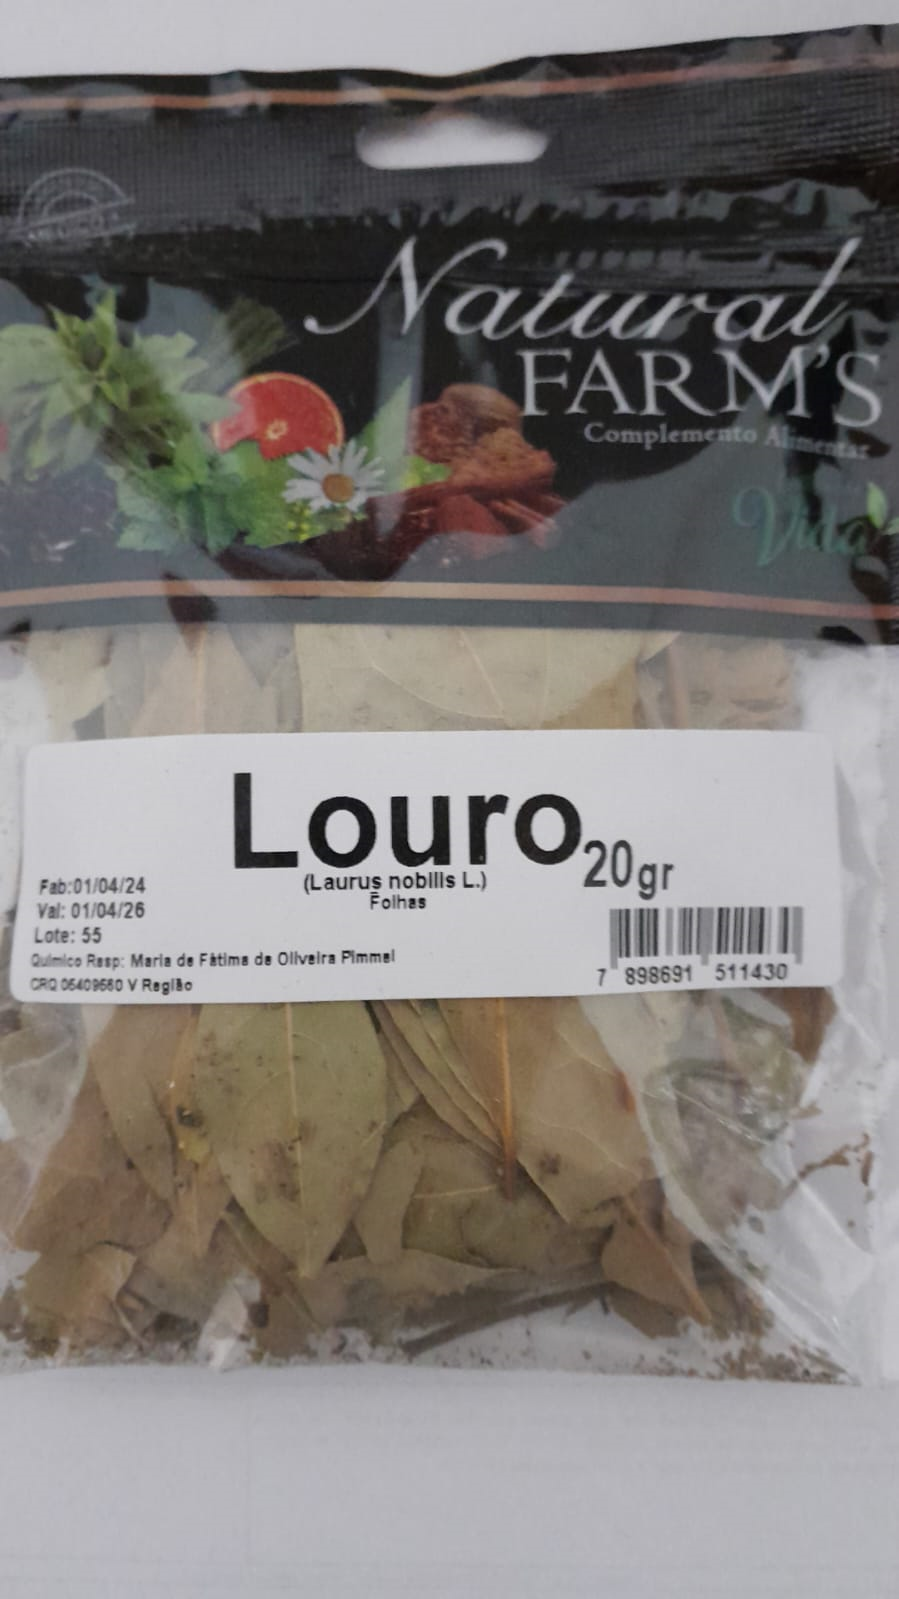 Natural
FARM'S
Complemento Alimentar
Vida
Louro
20gr
(Laurus nobilis L.)
Folhas
Fab:01/04/24
Val: 01/04/26
Lote: 55
Químico Resp: Maria de Fátima de Oliveira Pimmel
CRQ 05409560 V Região
7 898691 511430